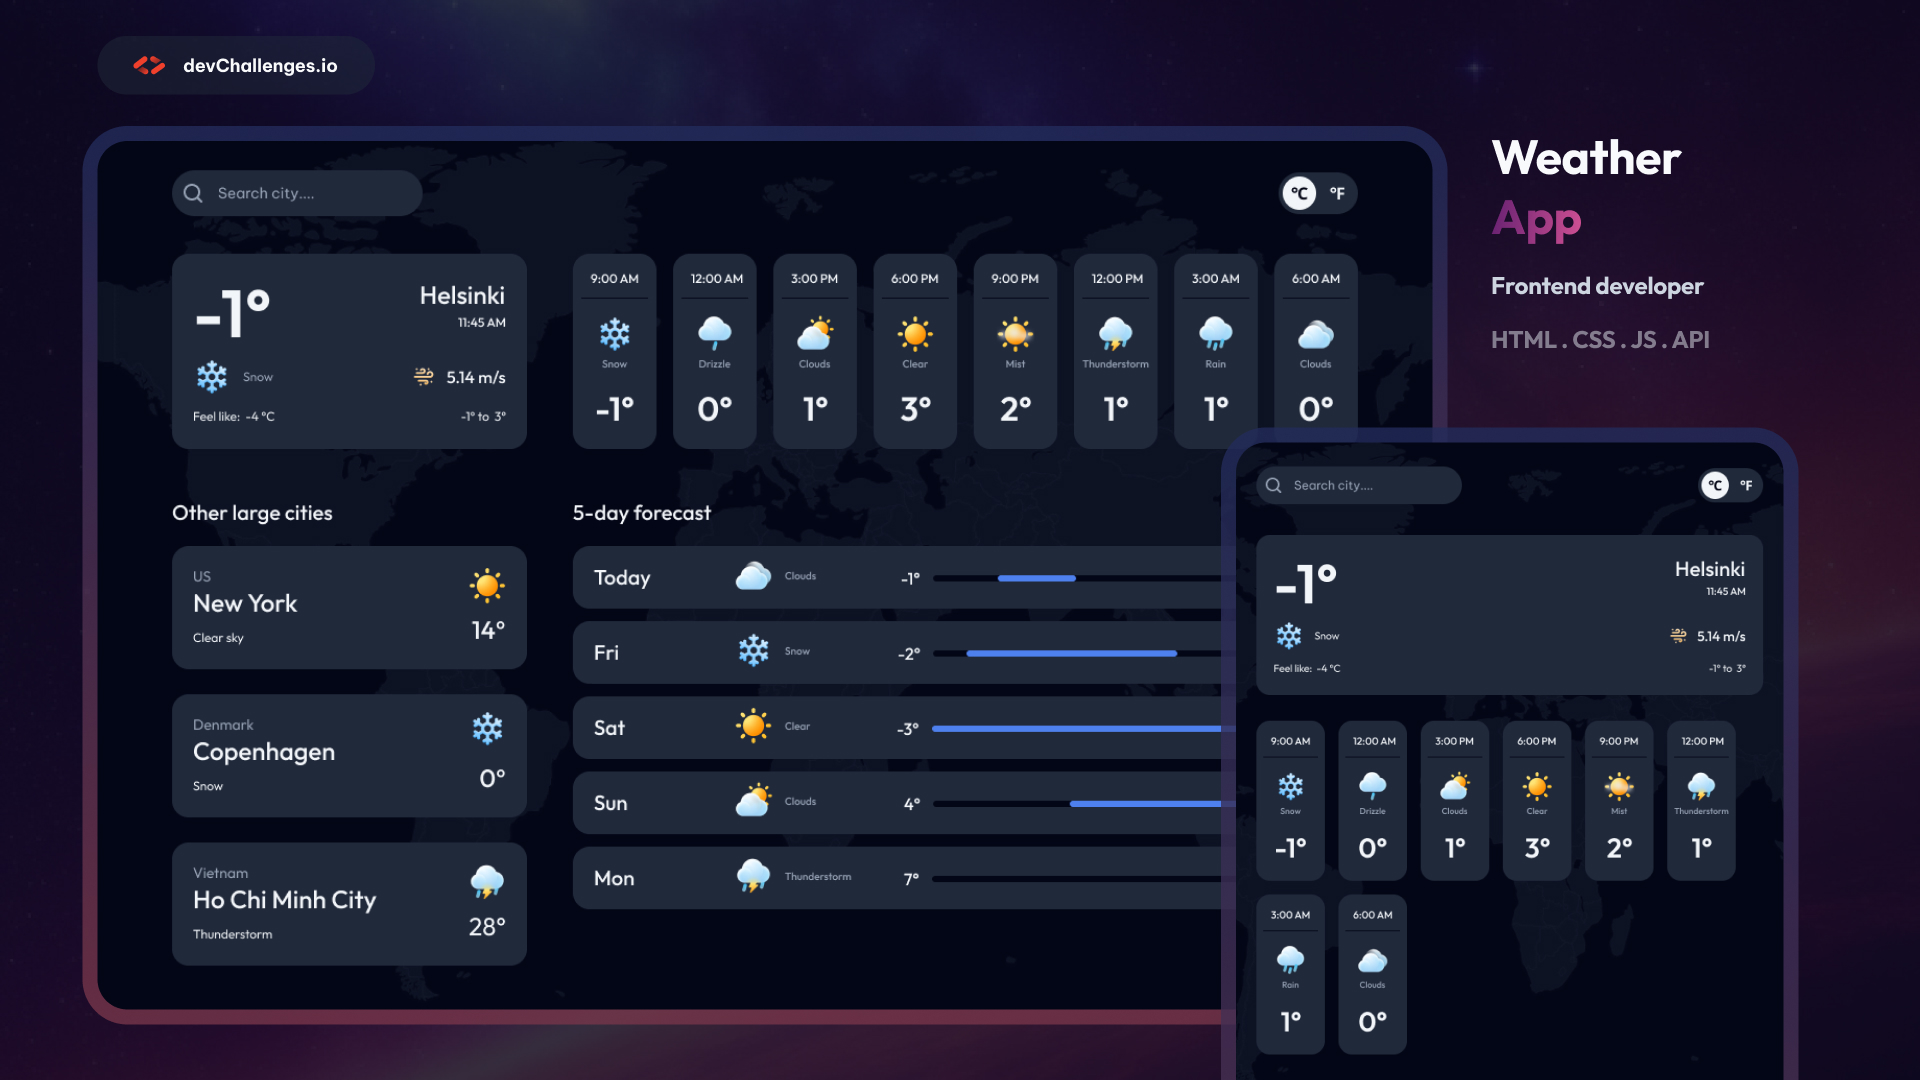 devChallenges.io
Weather
App
Frontend developer
HTML . CSS . JS . API
Search city....
°C °F
-1°
Helsinki
11:45 AM
Snow
5.14 m/s
Feel like: -4 °C
-1° to 3°
9:00 AM
Snow
-1°
12:00 AM
Drizzle
0°
3:00 PM
Clouds
1°
6:00 PM
Clear
3°
9:00 PM
Mist
2°
12:00 PM
Thunderstorm
1°
3:00 AM
Rain
1°
6:00 AM
Clouds
0°
Other large cities
US
New York
Clear sky
14°
Denmark
Copenhagen
Snow
0°
Vietnam
Ho Chi Minh City
Thunderstorm
28°
5-day forecast
Today Clouds -1°
Fri Snow -2°
Sat Clear -3°
Sun Clouds 4°
Mon Thunderstorm 7°
Search city....
°C °F
-1°
Helsinki
11:45 AM
Snow
5.14 m/s
Feel like: -4 °C
-1° to 3°
9:00 AM
Snow
-1°
12:00 AM
Drizzle
0°
3:00 PM
Clouds
1°
6:00 PM
Clear
3°
9:00 PM
Mist
2°
12:00 PM
Thunderstorm
1°
3:00 AM
Rain
1°
6:00 AM
Clouds
0°